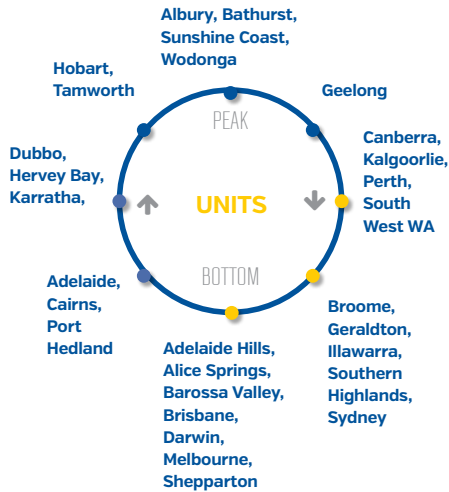 Albury, Bathurst,
Sunshine Coast,
Wodonga
Hobart,
Tamworth
Geelong
PEAK
Dubbo,
Hervey Bay,
Karratha,
Canberra,
Kalgoorlie,
Perth,
South
West WA
UNITS
BOTTOM
Adelaide,
Cairns,
Port
Hedland
Broome,
Geraldton,
Illawarra,
Southern
Highlands,
Sydney
Adelaide Hills,
Alice Springs,
Barossa Valley,
Brisbane,
Darwin,
Melbourne,
Shepparton